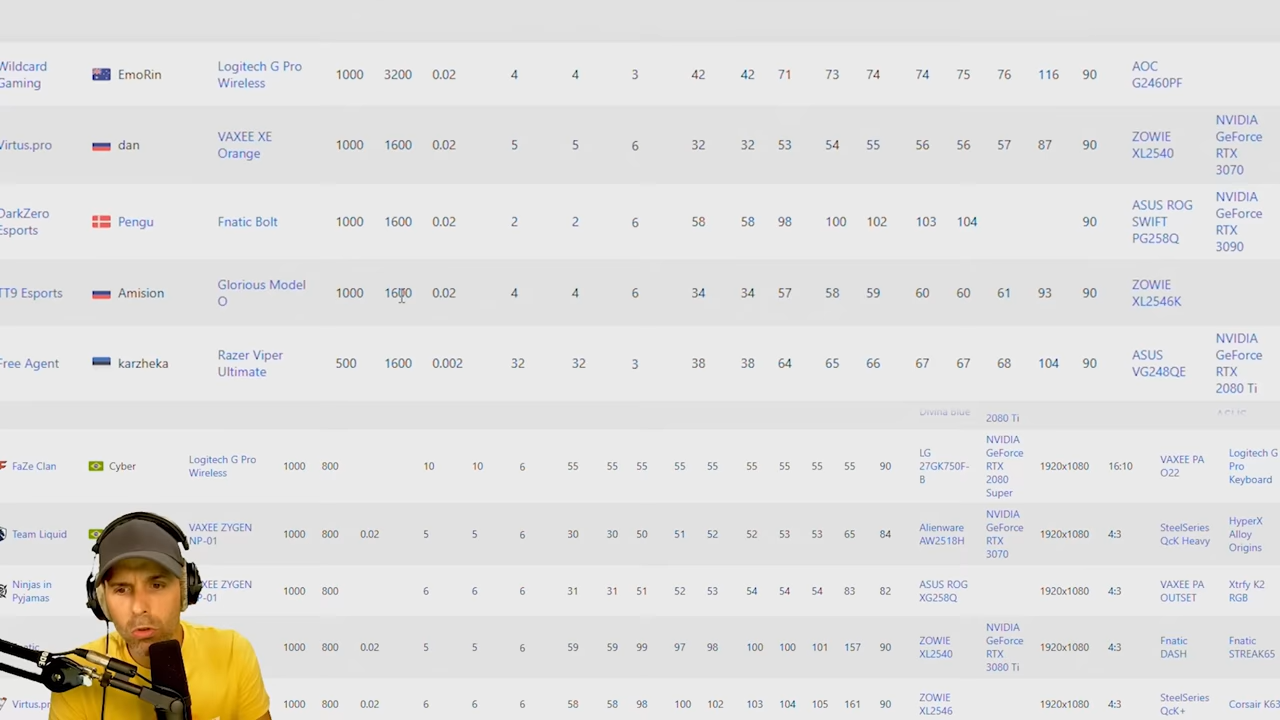 Wildcard Gaming EmoRin Logitech G Pro Wireless 1000 3200 0.02 4 4 3 42 42 71 73 74 74 75 76 116 90 AOC G2460PF
Virtus.pro dan VAXEE XE Orange 1000 1600 0.02 5 5 6 32 32 53 54 55 56 56 57 87 90 ZOWIE XL2540 NVIDIA GeForce RTX 3070
DarkZero Esports Pengu Fnatic Bolt 1000 1600 0.02 2 2 6 58 58 98 100 102 103 104 90 ASUS ROG SWIFT PG258Q NVIDIA GeForce RTX 3090
TT9 Esports Amision Glorious Model O 1000 1600 0.02 4 4 6 34 34 57 58 59 60 60 61 93 90 ZOWIE XL2546K
Free Agent karzheka Razer Viper Ultimate 500 1600 0.002 32 32 3 38 38 64 65 66 67 67 68 104 90 ASUS VG248QE NVIDIA GeForce RTX 2080 Ti
Divina Blue 2080 Ti
FaZe Clan Cyber Logitech G Pro Wireless 1000 800 10 10 6 55 55 55 55 55 55 55 55 55 90 LG 27GK750F-B NVIDIA GeForce RTX 2080 Super 1920x1080 16:10 VAXEE PA O22 Logitech G Pro Keyboard
Team Liquid VAXEE ZYGEN NP-01 1000 800 0.02 5 5 6 30 30 50 51 52 52 53 53 65 84 Alienware AW2518H NVIDIA GeForce RTX 3070 1920x1080 4:3 SteelSeries QcK Heavy HyperX Alloy Origins
Ninjas in Pyjamas ZYGEN 1000 800 6 6 6 31 31 51 52 53 54 54 54 83 82 ASUS ROG XG258Q 1920x1080 4:3 VAXEE PA OUTSET Xtrfy K2 RGB
1000 800 0.02 5 5 6 59 59 99 97 98 100 100 101 157 90 ZOWIE XL2540 NVIDIA GeForce RTX 3080 Ti 1920x1080 4:3 Fnatic DASH Fnatic STREAK65
Virtus.pr 1000 800 0.02 6 6 6 58 58 98 100 102 103 104 105 161 90 ZOWIE XL2546 1920x1080 4:3 SteelSeries QcK+ Corsair K63